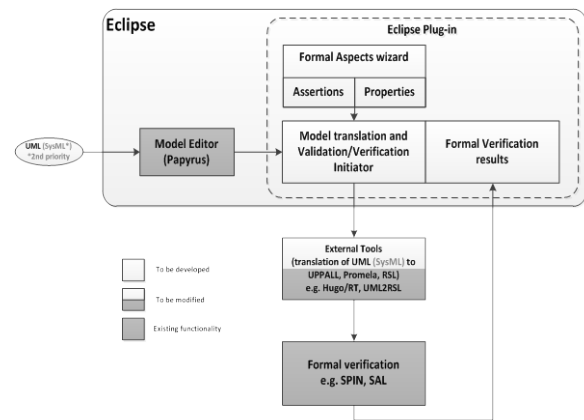 Eclipse
Eclipse Plug-in
Formal Aspects wizard
Assertions
Properties
UML (SysML*)
*2nd priority
Model Editor
(Papyrus)
Model translation and
Validation/Verification
Initiator
Formal Verification
results
External Tools
(translation of UML (SysML) to
UPPALL, Promela, RSL)
e.g. Hugo/RT, UML2RSL
To be developed
To be modified
Existing functionality
Formal verification
e.g. SPIN, SAL